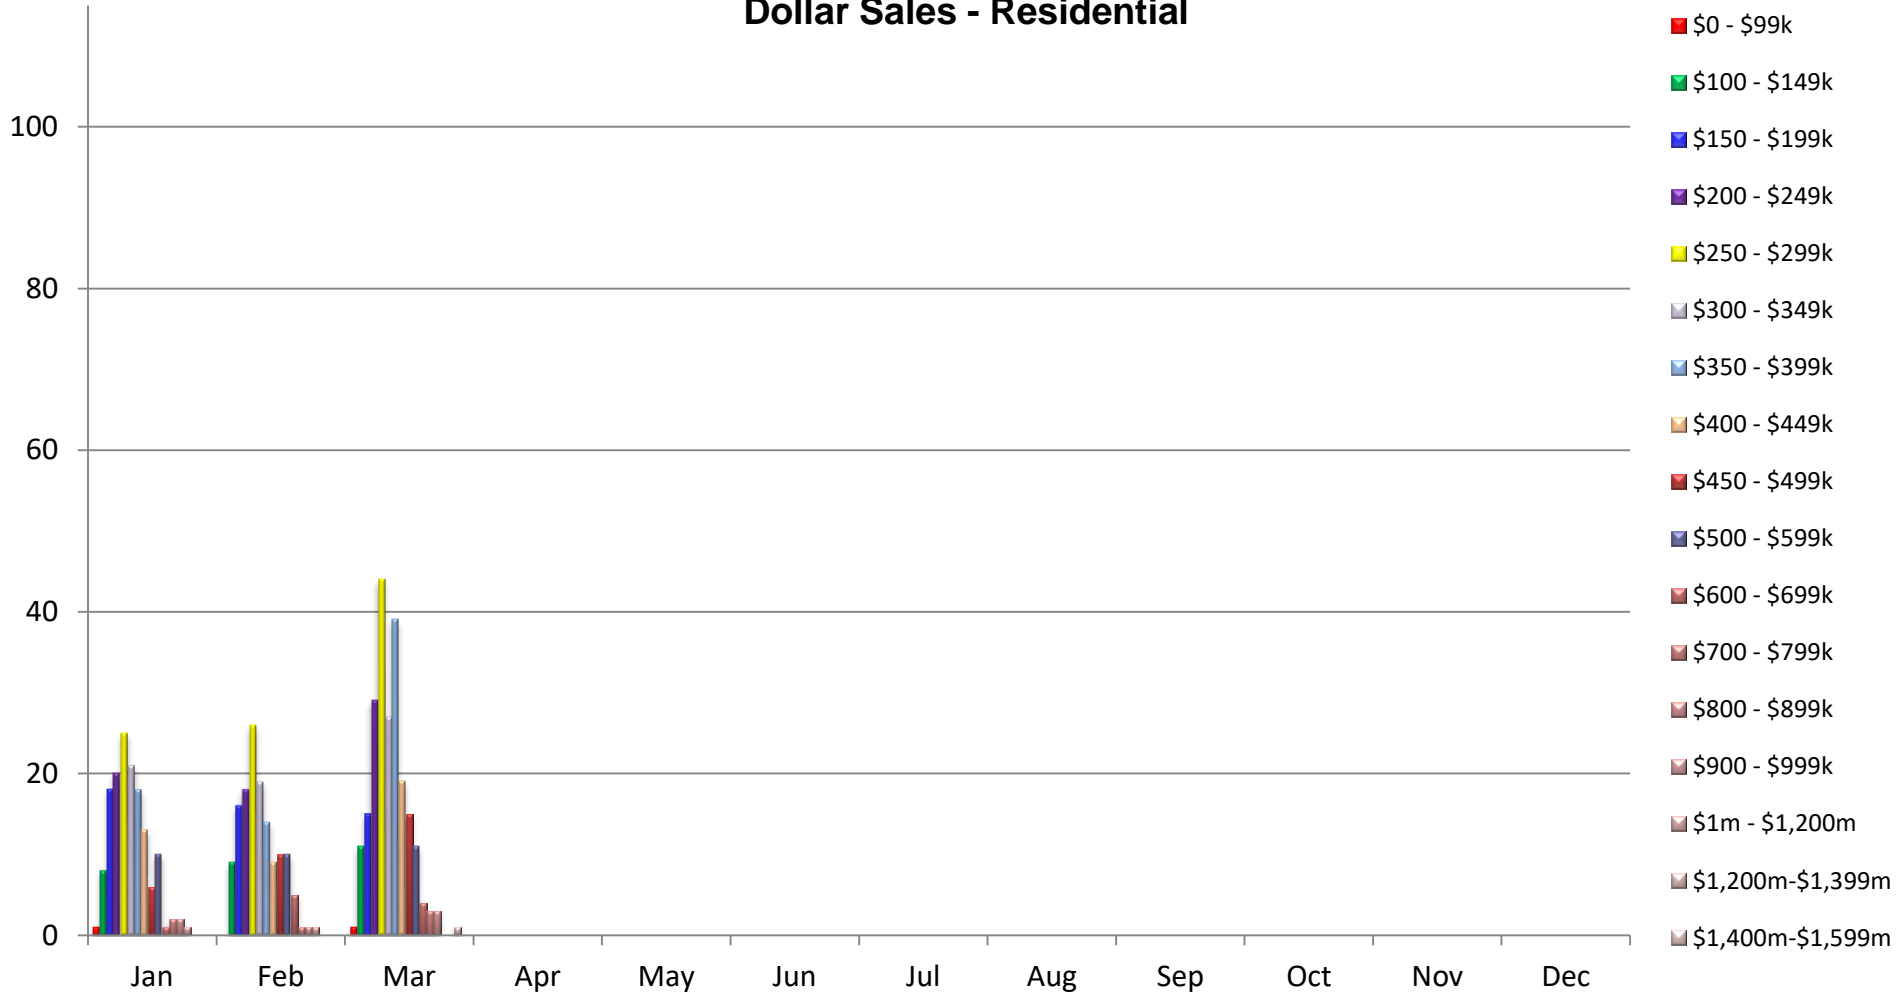 Dollar Sales - Residential
100
80
60
40
20
0
Jan Feb Mar Apr May Jun Jul Aug Sep Oct Nov Dec
$0 - $99k
$100 - $149k
$150 - $199k
$200 - $249k
$250 - $299k
$300 - $349k
$350 - $399k
$400 - $449k
$450 - $499k
$500 - $599k
$600 - $699k
$700 - $799k
$800 - $899k
$900 - $999k
$1m - $1,200m
$1,200m-$1,399m
$1,400m-$1,599m